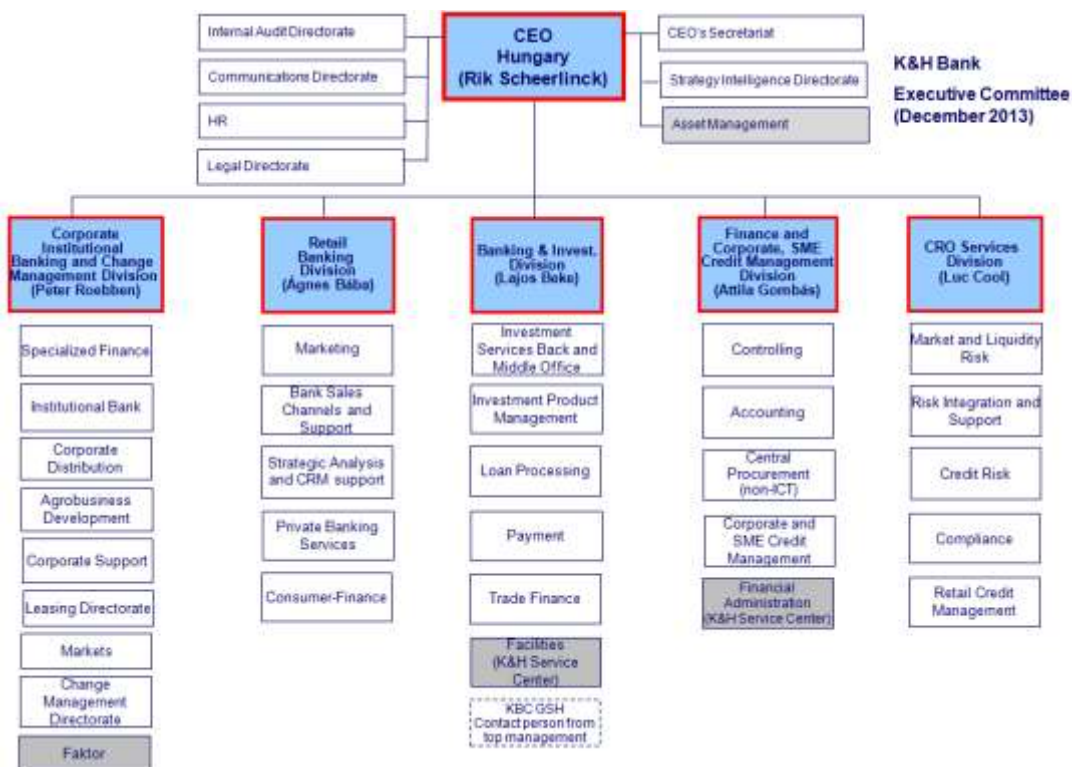 Internal Audit Directorate
Communications Directorate
HR
Legal Directorate
CEO
Hungary
(Rik Scheerlinck)
CEO's Secretariat
Strategy Intelligence Directorate
Asset Management
K&H Bank
Executive Committee
(December 2013)
Corporate
Institutional
Banking and Change
Management Division
(Peter Roebben)
Specialized Finance
Institutional Bank
Corporate
Distribution
Agrobusiness
Development
Corporate Support
Leasing Directorate
Markets
Change
Management
Directorate
Faktor
Retail
Banking
Division
(Ágnes Bába)
Marketing
Bank Sales
Channels and
Support
Strategic Analysis
and CRM support
Private Banking
Services
Consumer-Finance
Banking & Invest.
Division
(Lajos Beke)
Investment
Services Back and
Middle Office
Investment Product
Management
Loan Processing
Payment
Trade Finance
Facilities
(K&H Service
Center)
KBC GSH
Contact person from
top management
Finance and
Corporate, SME
Credit Management
Division
(Attila Gombás)
Controlling
Accounting
Central
Procurement
(non-ICT)
Corporate and
SME Credit
Management
Financial
Administration
(K&H Service Center)
CRO Services
Division
(Luc Cool)
Market and Liquidity
Risk
Risk Integration and
Support
Credit Risk
Compliance
Retail Credit
Management